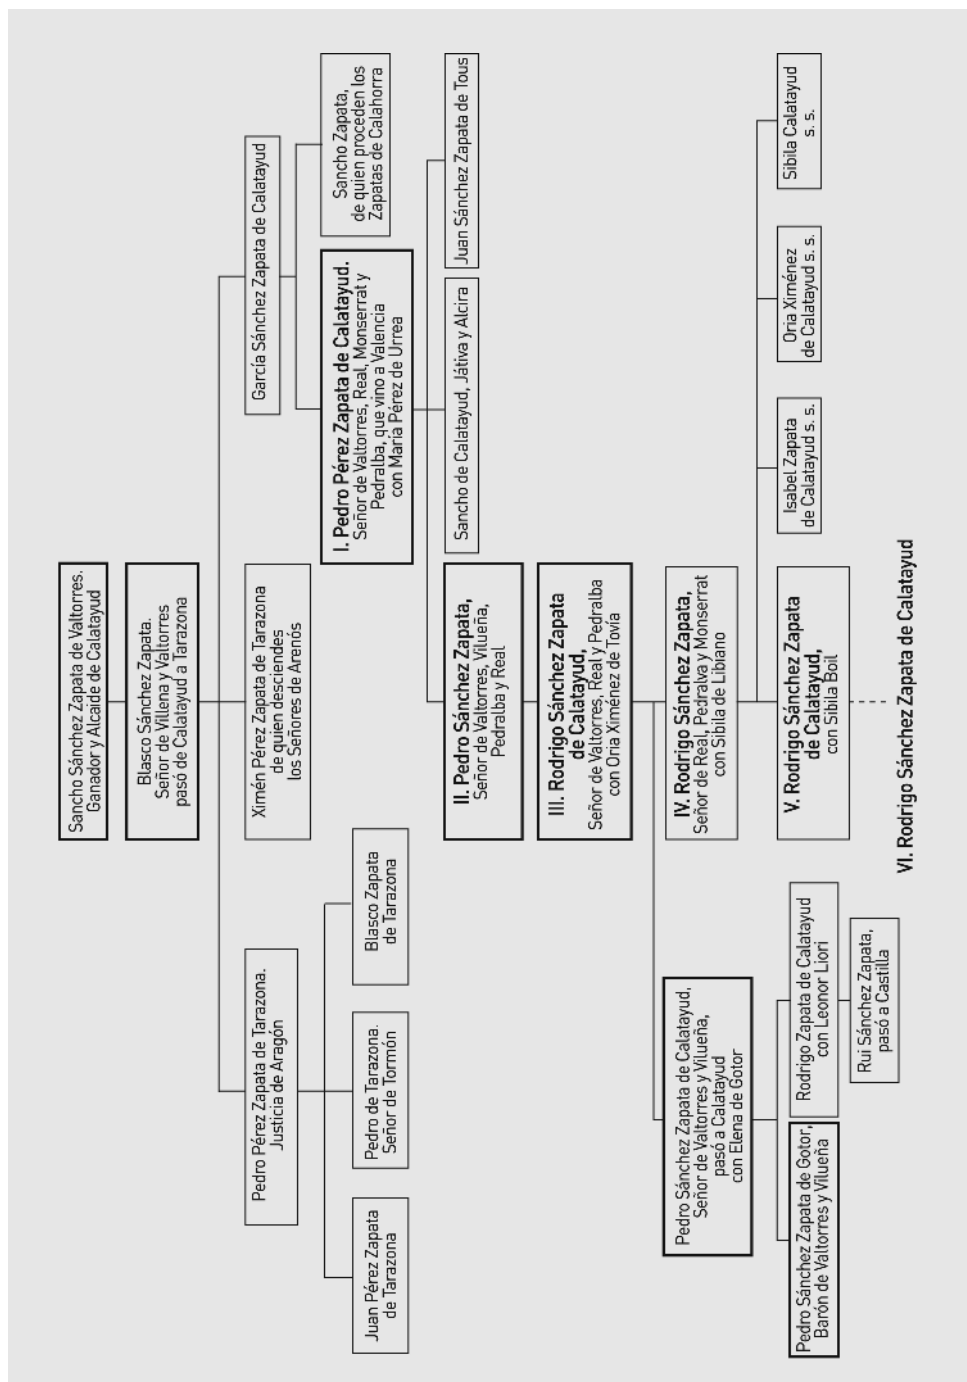 Sancho Sánchez Zapata de Valtorres.
Ganador y Alcaide de Calatayud
Blasco Sánchez Zapata.
Señor de Villena y Valtorres
pasó de Calatayud a Tarazona
Pedro Pérez Zapata de Tarazona.
Justicia de Aragón
Ximén Pérez Zapata de Tarazona
de quien desciendes
los Señores de Arenós
García Sánchez Zapata de Calatayud
Juan Pérez Zapata
de Tarazona
Pedro de Tarazona.
Señor de Tormón
Blasco Zapata
de Tarazona
I. Pedro Pérez Zapata de Calatayud.
Señor de Valtorres, Real, Monserrat y
Pedralba, que vino a Valencia
con María Pérez de Urrea
Sancho Zapata,
de quien proceden los
Zapatas de Calahorra
II. Pedro Sánchez Zapata,
Señor de Valtorres, Vilueña,
Pedralba y Real
Sancho de Calatayud, Játiva y Alcira
Juan Sánchez Zapata de Tous
III. Rodrigo Sánchez Zapata
de Calatayud,
Señor de Valtorres, Real y Pedralba
con Oria Ximénez de Tovía
Pedro Sánchez Zapata de Calatayud,
Señor de Valtorres y Vilueña,
pasó a Calatayud
con Elena de Gotor
IV. Rodrigo Sánchez Zapata,
Señor de Real, Pedralva y Monserrat
con Sibila de Libiano
Pedro Sánchez Zapata de Gotor,
Barón de Valtorres y Vilueña
Rodrigo Zapata de Calatayud
con Leonor Liori
V. Rodrigo Sánchez Zapata
de Calatayud,
con Sibila Boil
Isabel Zapata
de Calatayud s. s.
Oria Ximénez
de Calatayud s. s.
Sibila Calatayud
s. s.
Rui Sánchez Zapata,
pasó a Castilla
VI. Rodrigo Sánchez Zapata de Calatayud